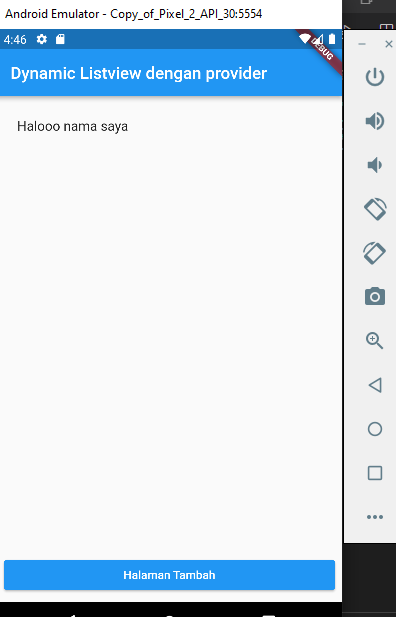 Android Emulator - Copy_of_Pixel_2_API_30:5554
4:46
DEBUG
Dynamic Listview dengan provider
Halooo nama saya
Halaman Tambah